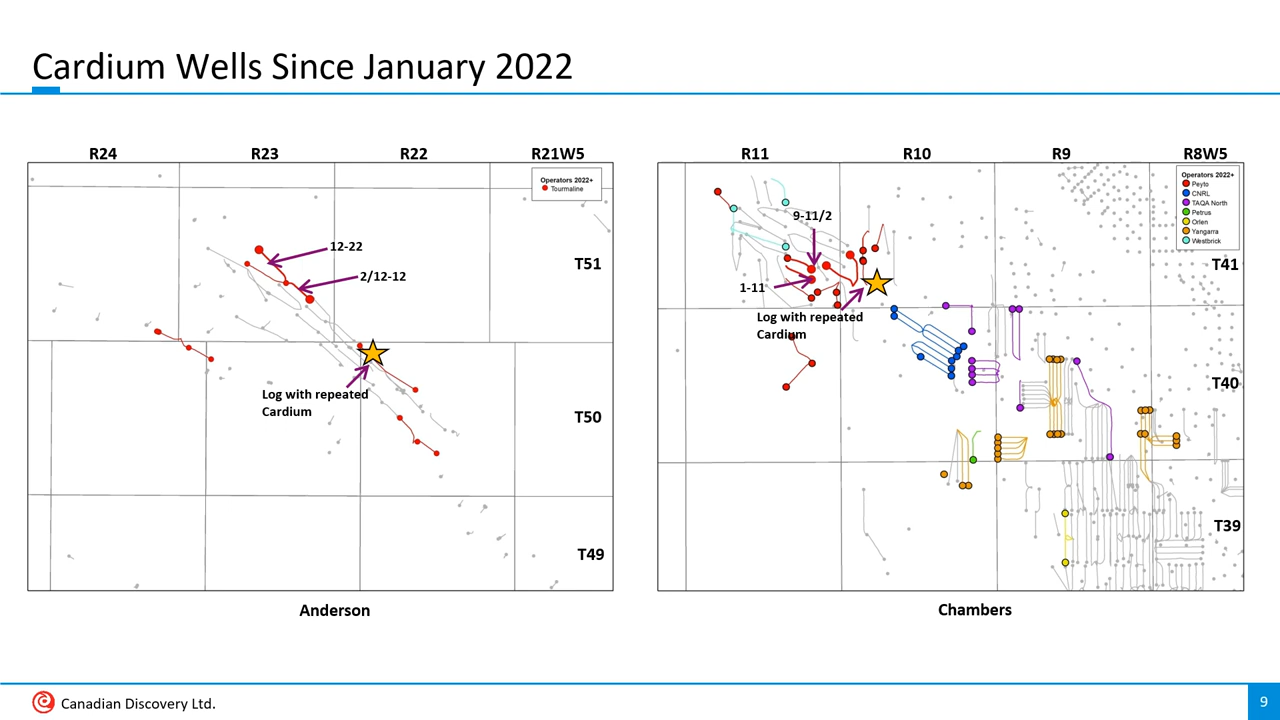 Cardium Wells Since January 2022
R24 R23 R22 R21W5
Operators 2022+
Tourmaline
12-22
2/12-12
T51
Log with repeated
Cardium
T50
T49
Anderson
R11 R10 R9 R8W5
Operators 2022+
Peyto
CNRL
TAQA North
Petrus
Orlen
Yangarra
Westbrick
9-11/2
T41
1-11
Log with repeated
Cardium
T40
T39
Chambers
Canadian Discovery Ltd.
9